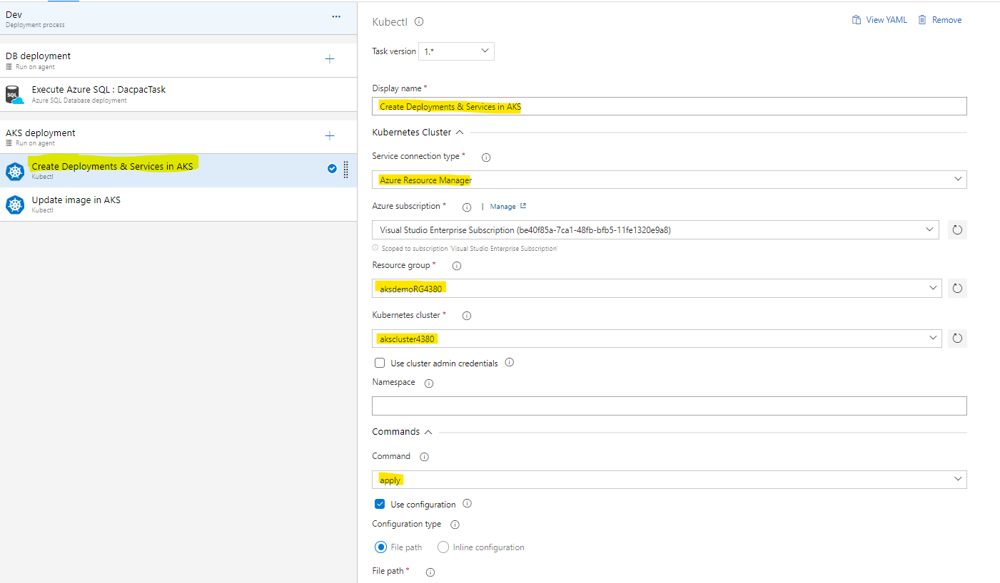 Dev
Deployment process
DB deployment
Run on agent
Execute Azure SQL : DacpacTask
Azure SQL Database deployment
AKS deployment
Run on agent
Create Deployments & Services in AKS
Kubectl
Update image in AKS
Kubectl
Kubectl
View YAML
Remove
Task version 1.*
Display name *
Create Deployments & Services in AKS
Kubernetes Cluster
Service connection type *
Azure Resource Manager
Azure subscription * | Manage
Visual Studio Enterprise Subscription (be40f85a-7ca1-48fb-bfb5-11fe1320e9a8)
Scoped to subscription 'Visual Studio Enterprise Subscription'
Resource group *
aksdemoRG4380
Kubernetes cluster *
akscluster4380
Use cluster admin credentials
Namespace
Commands
Command
apply
Use configuration
Configuration type
File path Inline configuration
File path *